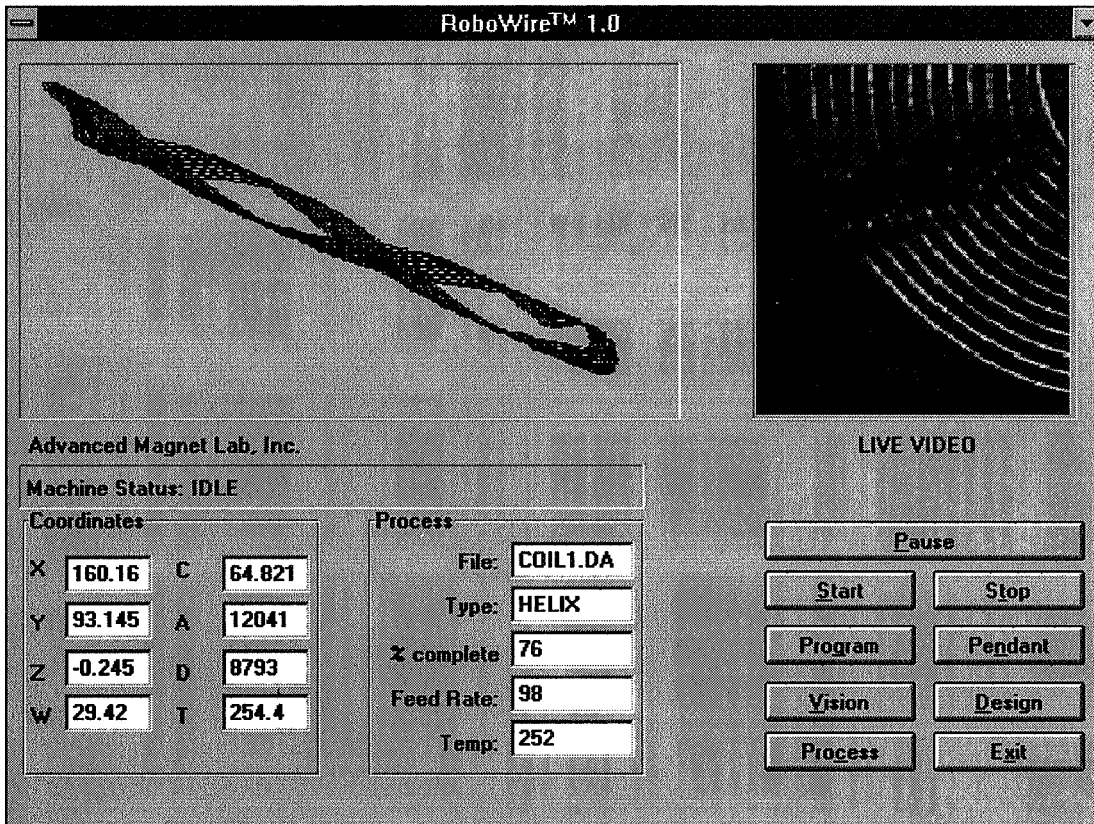 RoboWire™ 1.0
Advanced Magnet Lab, Inc.
LIVE VIDEO
Machine Status: IDLE
Coordinates
X 160.16 C 64.821
Y 93.145 A 12041
Z -0.245 D 8793
W 29.42 T 254.4
Process
File: COIL1.DA
Type: HELIX
% complete 76
Feed Rate: 98
Temp: 252
Pause
Start Stop
Program Pendant
Vision Design
Process Exit